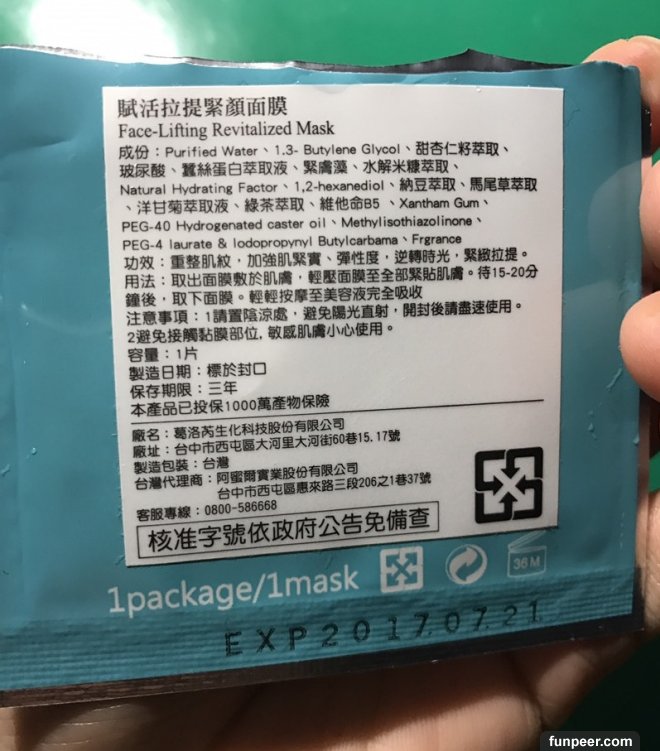 賦活拉提緊顏面膜
Face-Lifting Revitalized Mask
成份：Purified Water、1.3- Butylene Glycol、甜杏仁籽萃取、
玻尿酸、蠶絲蛋白萃取液、緊膚藻、水解米糠萃取、
Natural Hydrating Factor、1,2-hexanediol、納豆萃取、馬尾草萃取
、洋甘菊萃取液、綠茶萃取、維他命B5 、Xantham Gum、
PEG-40 Hydrogenated caster oil、Methylisothiazolinone、
PEG-4 laurate & Iodopropynyl Butylcarbama、Frgrance
功效：重整肌紋，加強肌緊實、彈性度，逆轉時光，緊緻拉提。
用法：取出面膜敷於肌膚，輕壓面膜至全部緊貼肌膚。待15-20分
鐘後，取下面膜。輕輕按摩至美容液完全吸收
注意事項：1請置陰涼處，避免陽光直射，開封後請盡速使用。
2避免接觸黏膜部位, 敏感肌膚小心使用。
容量：1片
製造日期：標於封口
保存期限：三年
本產品已投保1000萬產物保險
廠名：葛洛芮生化科技股份有限公司
廠址：台中市西屯區大河里大河街60巷15.17號
製造包裝：台灣
台灣代理商：阿蜜爾實業股份有限公司
台中市西屯區惠來路三段206之1巷37號
客服專線：0800-586668
核准字號依政府公告免備查
1package/1mask
36M
EXP2017.07.21
funpeer.com